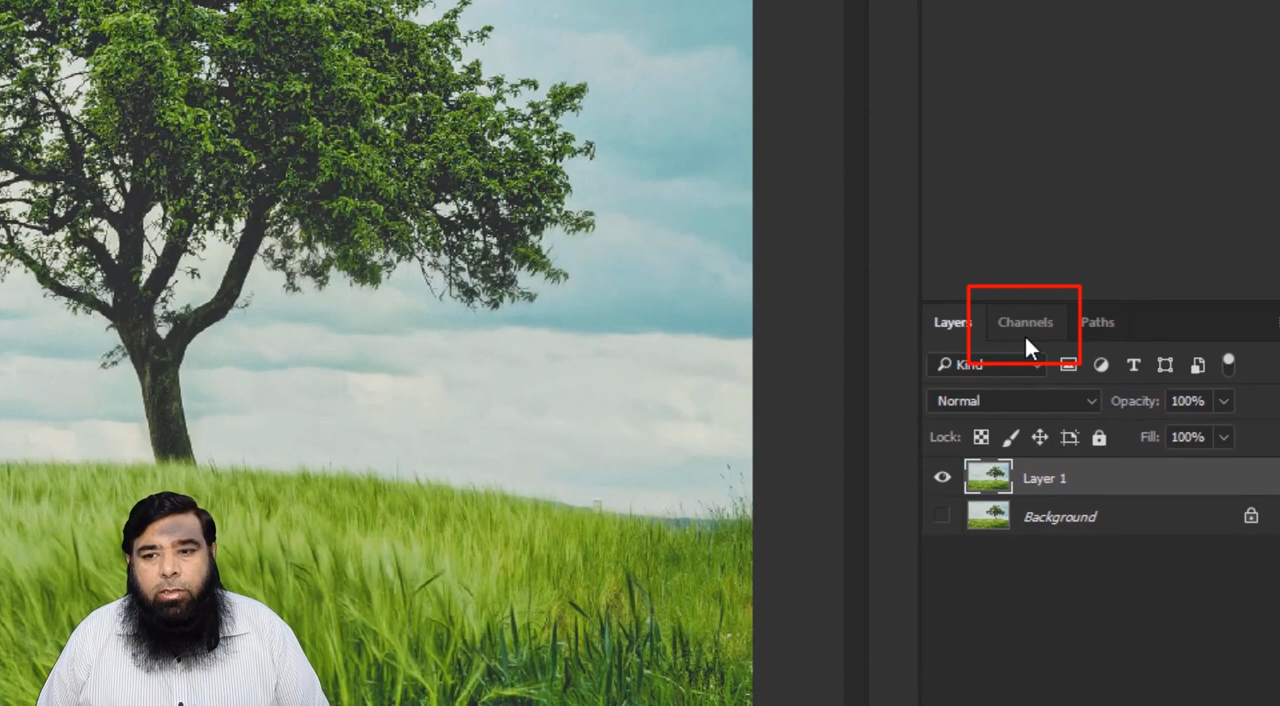 Layers Channels Paths
Kind
Normal Opacity: 100%
Lock: Fill: 100%
Layer 1
Background